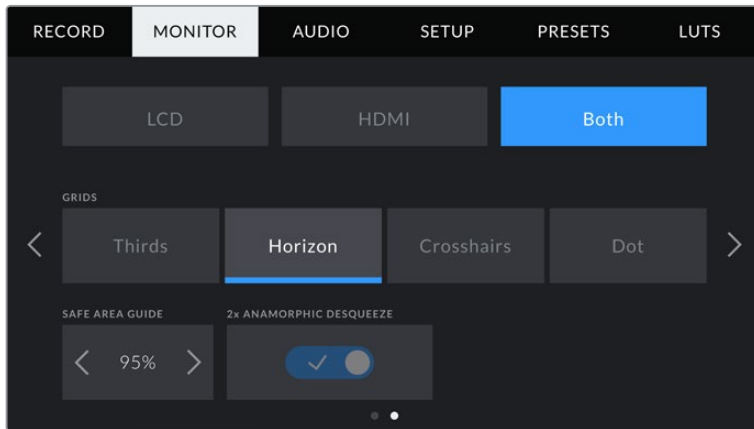 RECORD MONITOR AUDIO SETUP PRESETS LUTS
LCD HDMI Both
GRIDS
Thirds Horizon Crosshairs Dot
SAFE AREA GUIDE 2x ANAMORPHIC DESQUEEZE
95%